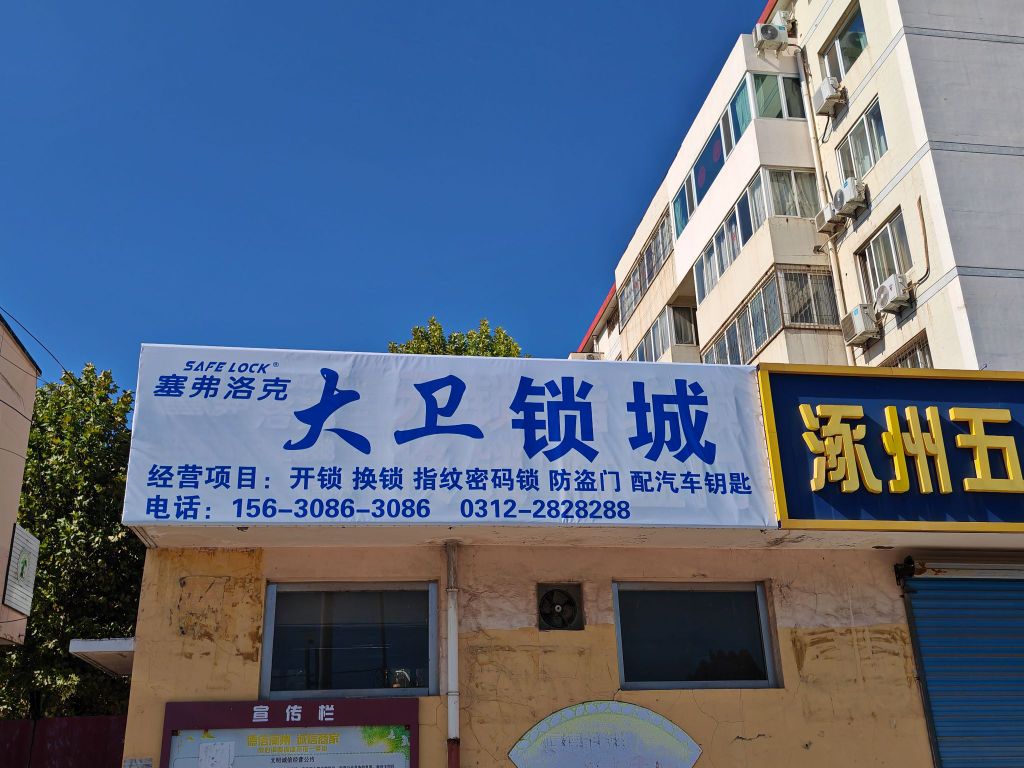 SAFE LOCK®
塞弗洛克
大卫锁城
经营项目：开锁 换锁 指纹密码锁 防盗门 配汽车钥匙
电话：156-3086-3086 0312-2828288
涿州五
宣传栏